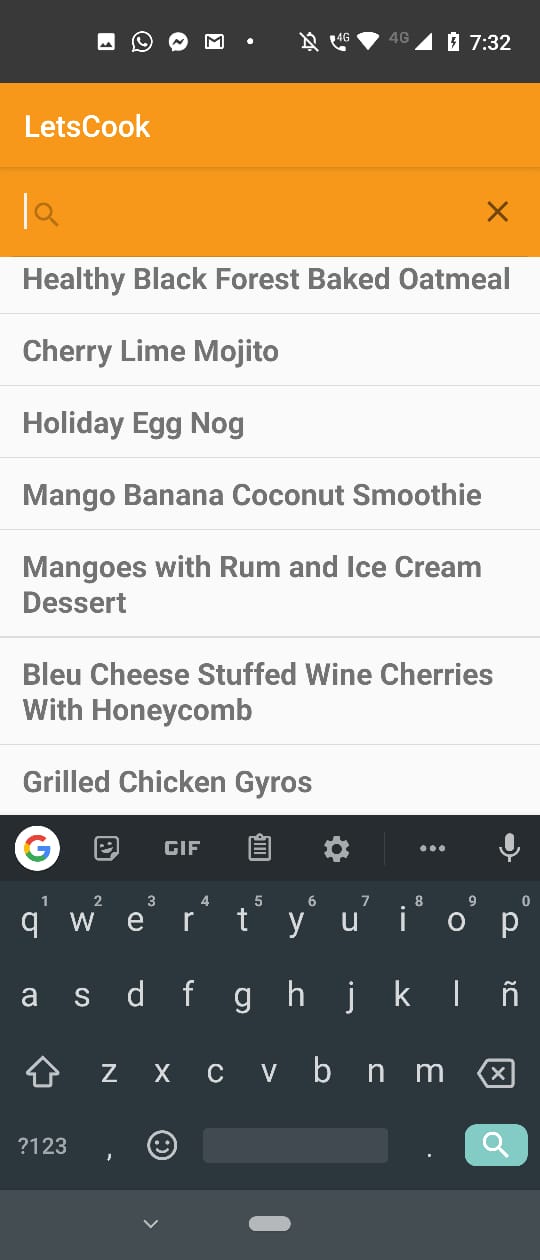 4G 4G 7:32
LetsCook
Healthy Black Forest Baked Oatmeal
Cherry Lime Mojito
Holiday Egg Nog
Mango Banana Coconut Smoothie
Mangoes with Rum and Ice Cream
Dessert
Bleu Cheese Stuffed Wine Cherries
With Honeycomb
Grilled Chicken Gyros
G GIF
1 2 3 4 5 6 7 8 9 0
q w e r t y u i o p
a s d f g h j k l ñ
z x c v b n m
?123 , .